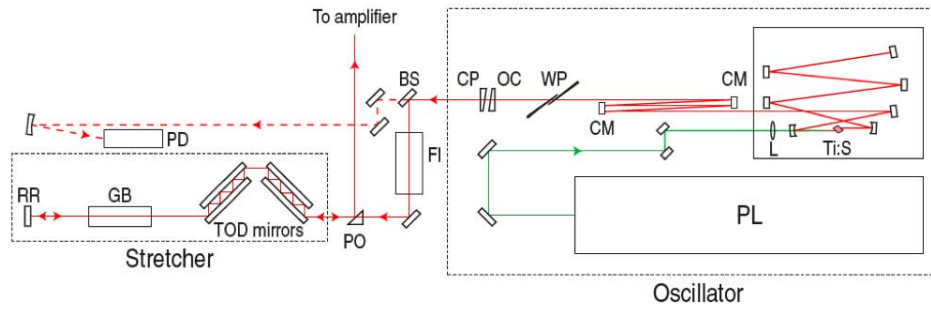 To amplifier
BS
CP OC WP
CM
CM
PD
FI
L
Ti:S
RR
GB
TOD mirrors
PO
PL
Stretcher
Oscillator